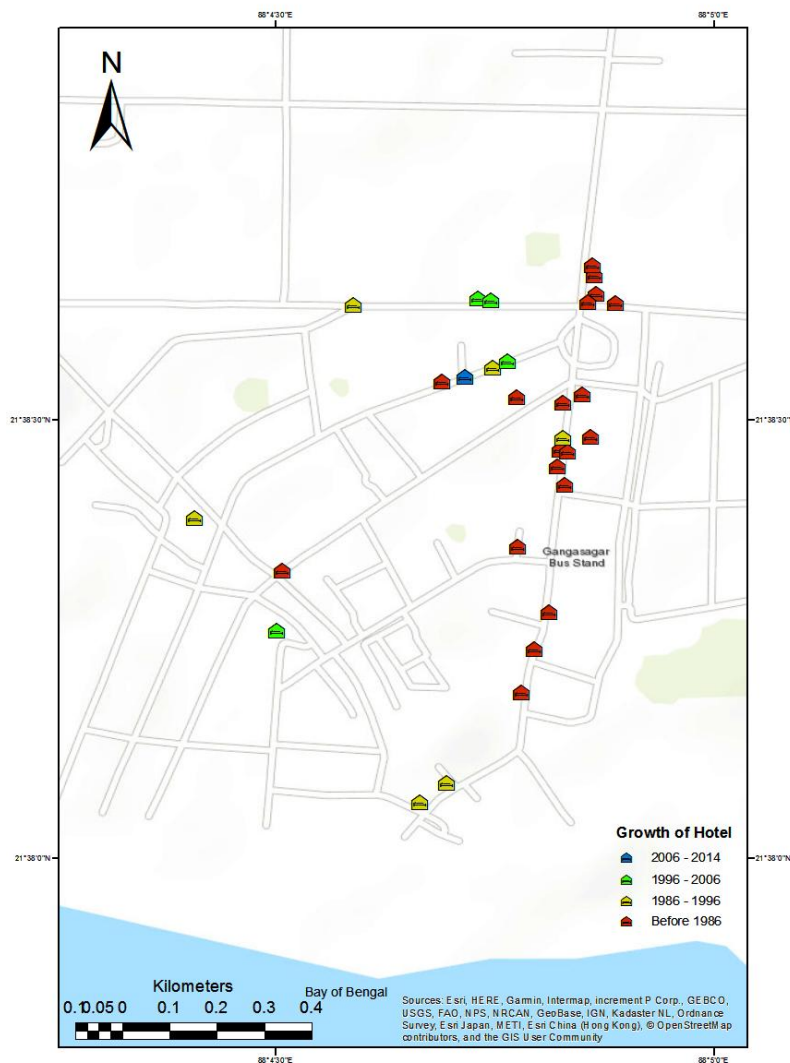 88°4'30"E
88°5'0"E
N
21°38'30"N
21°38'30"N
Gangasagar
Bus Stand
Growth of Hotel
2006 - 2014
1996 - 2006
1986 - 1996
Before 1986
21°38'0"N
21°38'0"N
Kilometers
0.10.05 0 0.1 0.2 0.3 0.4
Bay of Bengal
Sources: Esri, HERE, Garmin, Intermap, increment P Corp., GEBCO,
USGS, FAO, NPS, NRCAN, GeoBase, IGN, Kadaster NL, Ordnance
Survey, Esri Japan, METI, Esri China (Hong Kong), © OpenStreetMap
contributors, and the GIS User Community
88°4'30"E
88°5'0"E